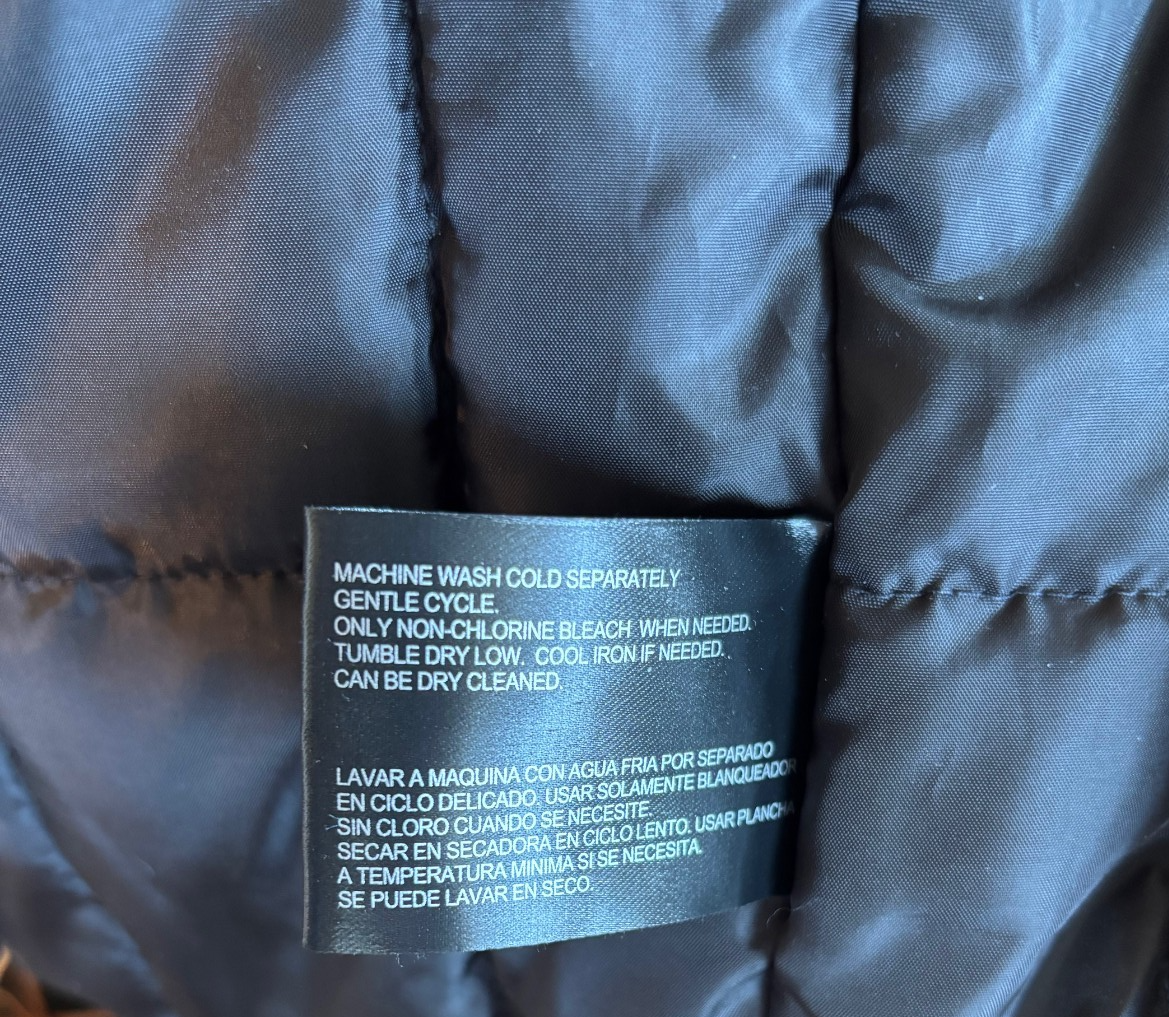 MACHINE WASH COLD SEPARATELY
GENTLE CYCLE.
ONLY NON-CHLORINE BLEACH WHEN NEEDED.
TUMBLE DRY LOW. COOL IRON IF NEEDED.
CAN BE DRY CLEANED.
LAVAR A MAQUINA CON AGUA FRIA POR SEPARADO
EN CICLO DELICADO. USAR SOLAMENTE BLANQUEADOR
SIN CLORO CUANDO SE NECESITE.
SECAR EN SECADORA EN CICLO LENTO. USAR PLANCHA
A TEMPERATURA MINIMA SI SE NECESITA.
SE PUEDE LAVAR EN SECO.